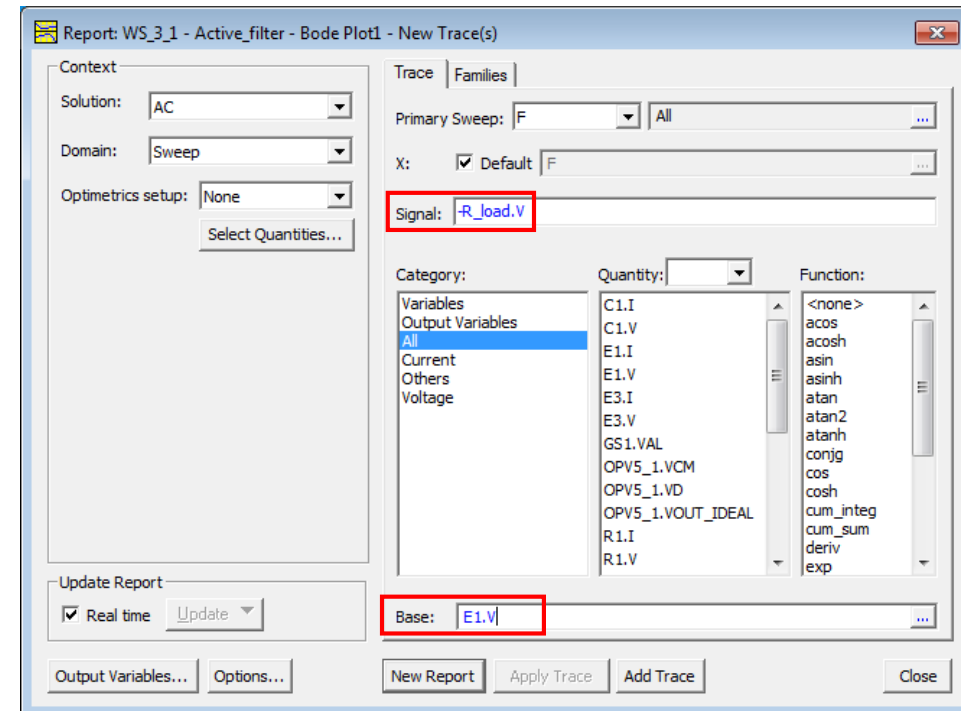 Report: WS_3_1 - Active_filter - Bode Plot1 - New Trace(s)
Context
Solution: AC
Domain: Sweep
Optimetrics setup: None
Select Quantities...
Update Report
Real time Update
Output Variables... Options...
Trace Families
Primary Sweep: F All ...
X: Default F ...
Signal: -R_load.V
Category:
Variables
Output Variables
All
Current
Others
Voltage
Quantity:
C1.I
C1.V
E1.I
E1.V
E3.I
E3.V
GS1.VAL
OPV5_1.VCM
OPV5_1.VD
OPV5_1.VOUT_IDEAL
R1.I
R1.V
Function:
<none>
acos
acosh
asin
asinh
atan
atan2
atanh
conjg
cos
cosh
cum_integ
cum_sum
deriv
exp
Base: E1.V ...
New Report Apply Trace Add Trace Close